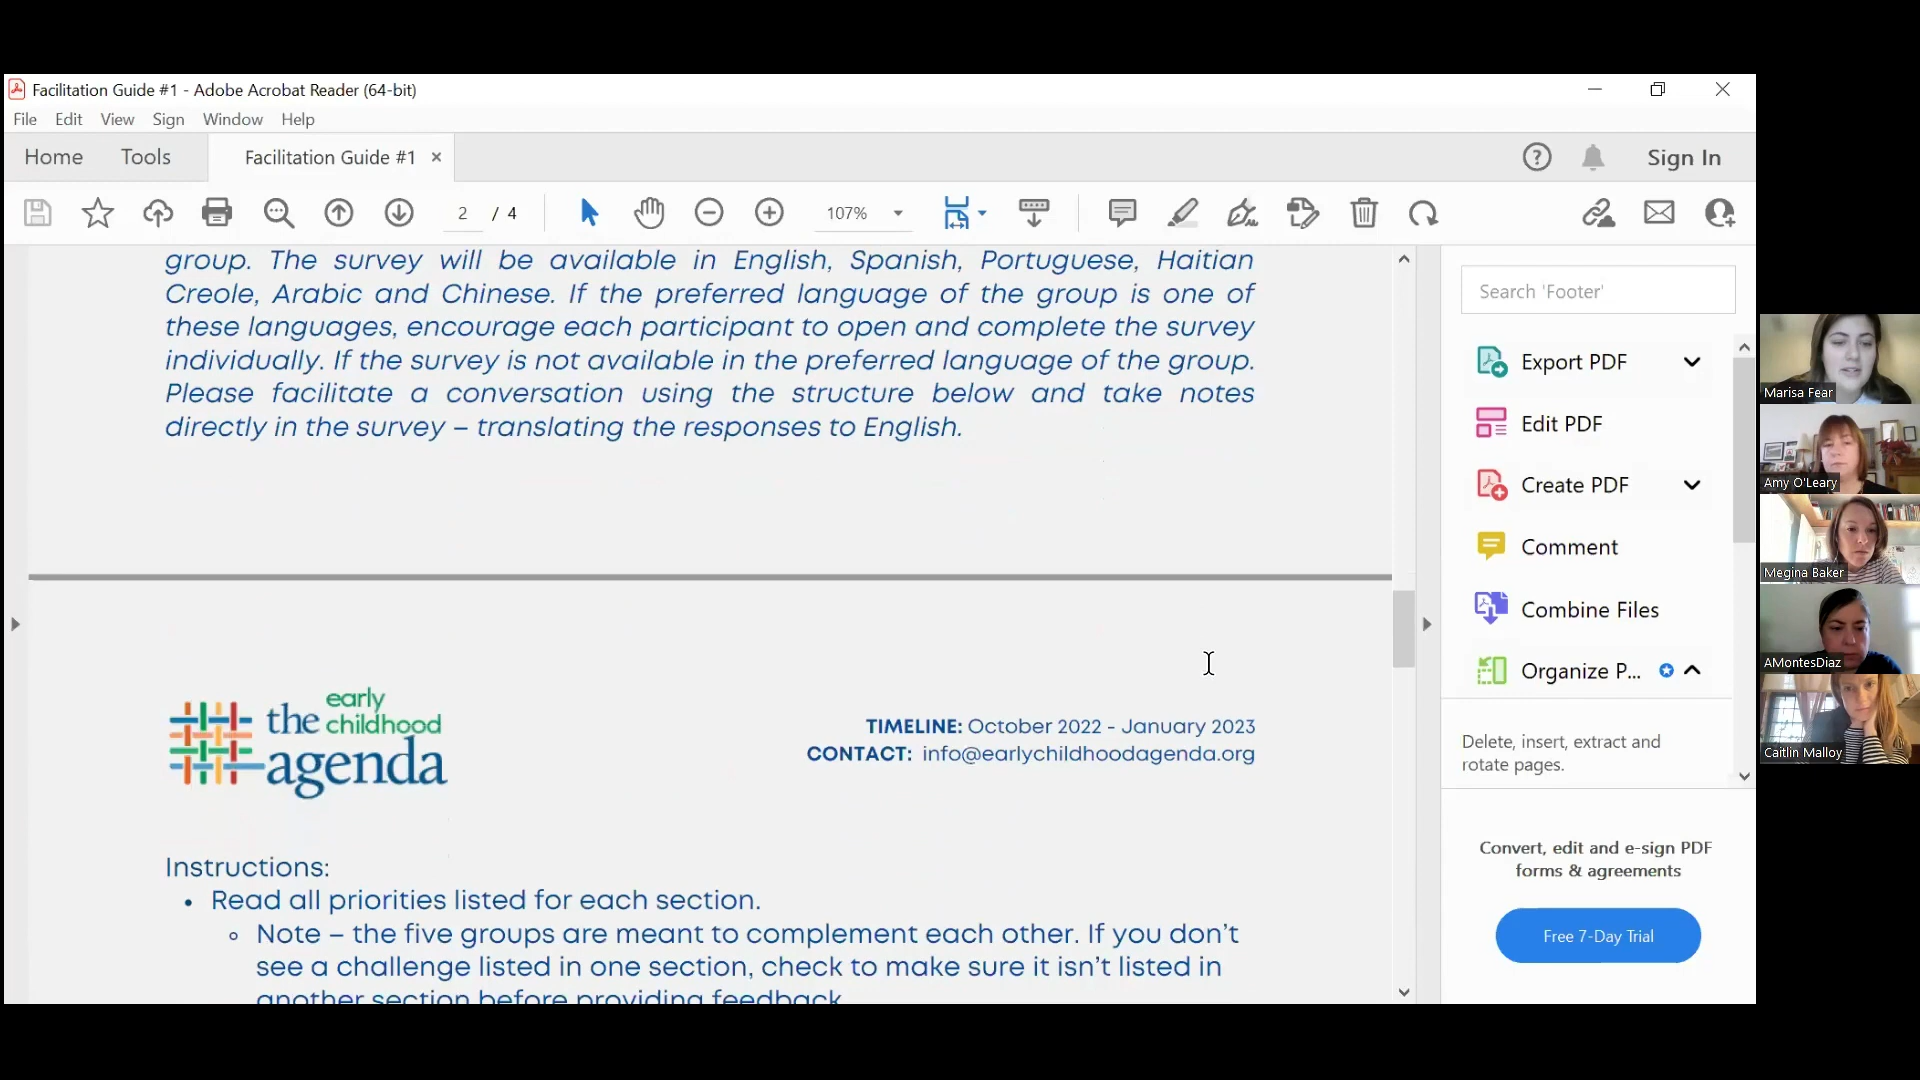 Facilitation Guide #1 - Adobe Acrobat Reader (64-bit)
File Edit View Sign Window Help
Home Tools Facilitation Guide #1 × Sign In
2 / 4 107%
group. The survey will be available in English, Spanish, Portuguese, Haitian
Creole, Arabic and Chinese. If the preferred language of the group is one of
these languages, encourage each participant to open and complete the survey
individually. If the survey is not available in the preferred language of the group.
Please facilitate a conversation using the structure below and take notes
directly in the survey – translating the responses to English.
the early childhood agenda
TIMELINE: October 2022 - January 2023
CONTACT: info@earlychildhoodagenda.org
Instructions:
• Read all priorities listed for each section.
◦ Note – the five groups are meant to complement each other. If you don't
see a challenge listed in one section, check to make sure it isn't listed in
another section before providing feedback
Search 'Footer'
Export PDF
Edit PDF
Create PDF
Comment
Combine Files
Organize P...
Delete, insert, extract and
rotate pages.
Convert, edit and e-sign PDF
forms & agreements
Free 7-Day Trial
Marisa Fear
Amy O'Leary
Megina Baker
AMontesDiaz
Caitlin Malloy